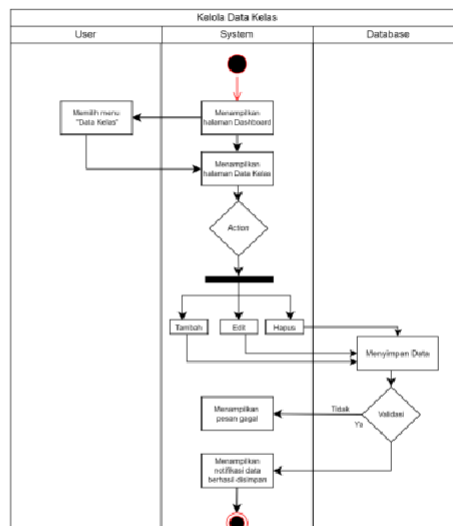 Kelola Data Kelas
User
System
Database
Memilih menu
"Data Kelas"
Menampilkan
halaman Dashboard
Menampilkan
halaman Data Kelas
Action
Tambah
Edit
Hapus
Menyimpan Data
Validasi
Tidak
Ya
Menampilkan
pesan gagal
Menampilkan
notifikasi data
berhasil disimpan